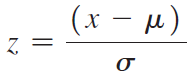 z = (x − μ) / σ